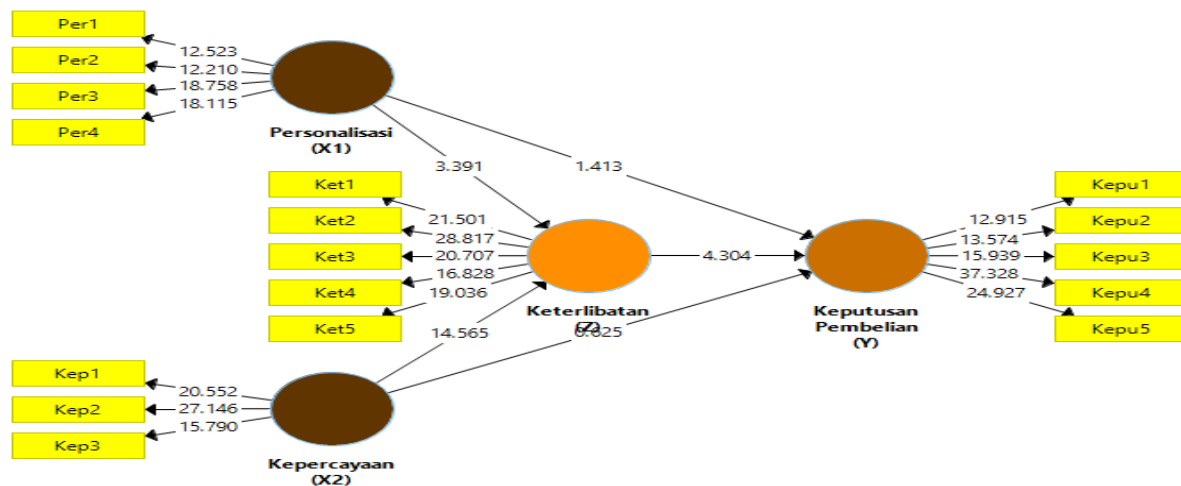 Per1
12.523
Per2
12.210
Per3
18.758
Per4
18.115
Personalisasi
(X1)
3.391
1.413
Ket1
21.501
Ket2
28.817
Ket3
20.707
Ket4
16.828
Ket5
19.036
Keterlibatan
(Z)
4.304
Kepu1
12.915
Kepu2
13.574
Kepu3
15.939
Kepu4
37.328
Kepu5
24.927
Keputusan
Pembelian
(Y)
14.565
0.625
Kep1
20.552
Kep2
27.146
Kep3
15.790
Kepercayaan
(X2)